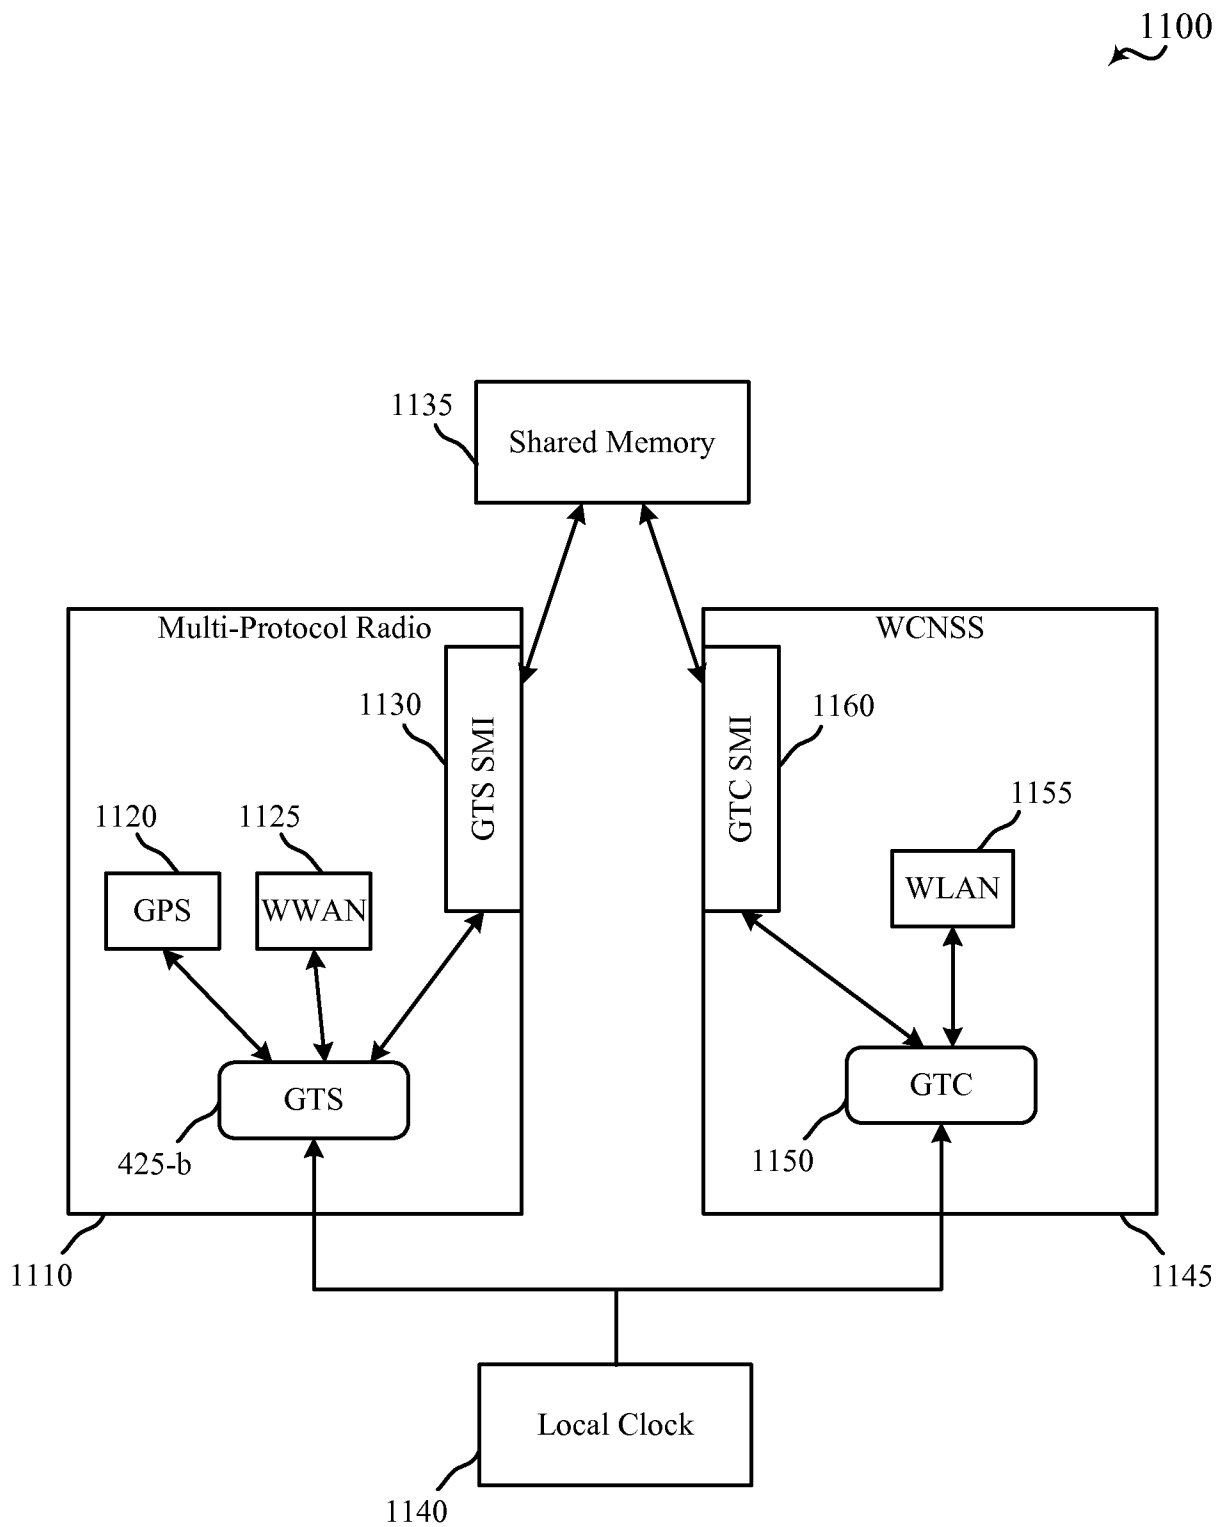 1100
1135
Shared Memory
Multi-Protocol Radio
WCNSS
1130
GTS SMI
1160
GTC SMI
1120
1125
1155
GPS
WWAN
WLAN
GTS
GTC
425-b
1150
1110
1145
Local Clock
1140